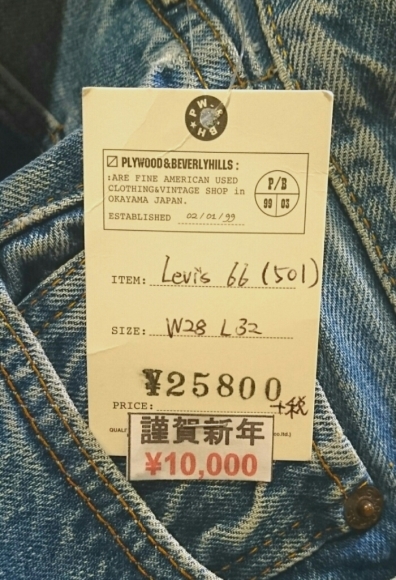 PW-
BH
PLYWOOD&BEVERLYHILLS:
:ARE FINE AMERICAN USED
CLOTHING&VINTAGE SHOP in
OKAYAMA JAPAN.
ESTABLISHED 02/01/99
P/B
99 03
ITEM: Levi's 66 (501)
SIZE: W28 L32
¥25800
PRICE: +税
謹賀新年
¥10,000